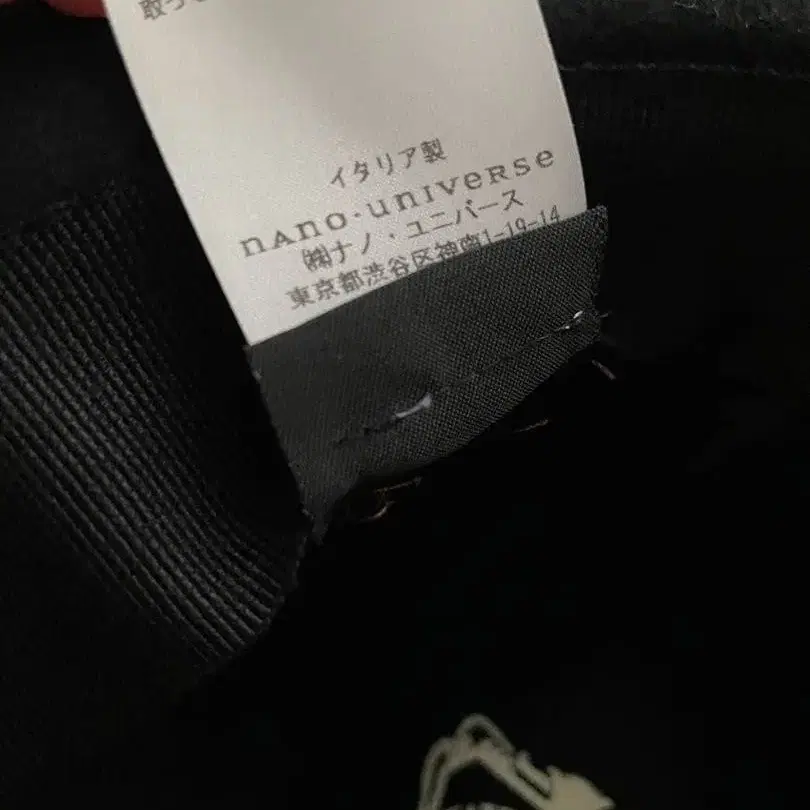 イタリア製
nAno·universe
㈱ナノ・ユニバース
東京都渋谷区神南1-19-14